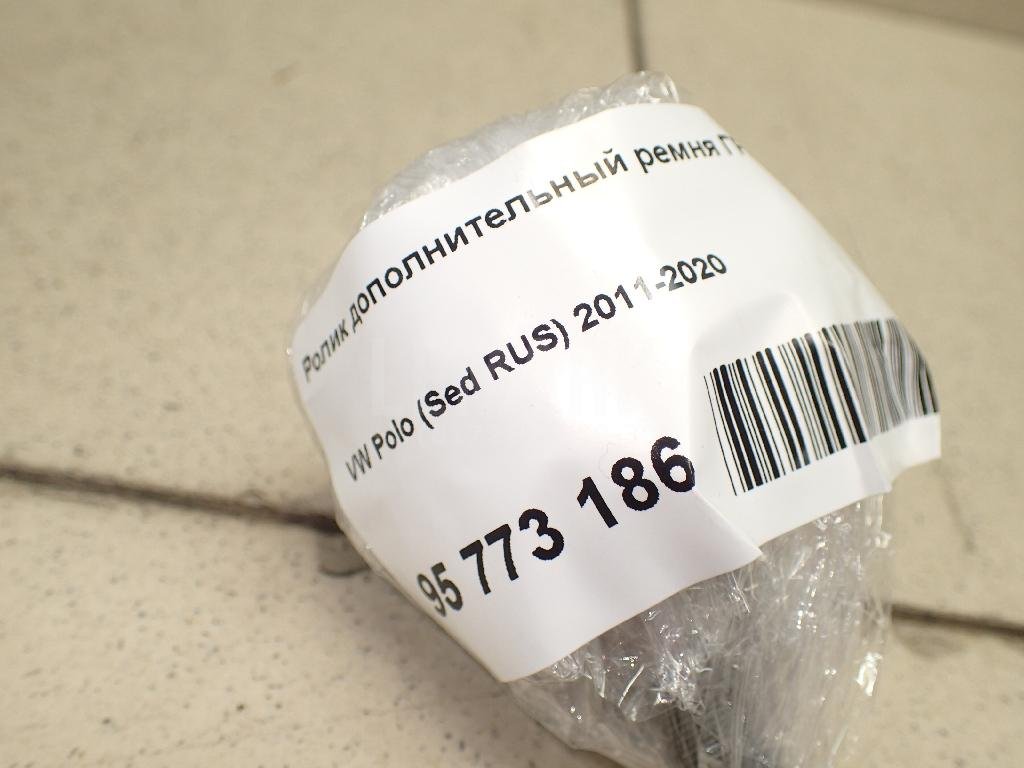 Ролик дополнительный ремня
VW Polo (Sed RUS) 2011-2020
95 773 186